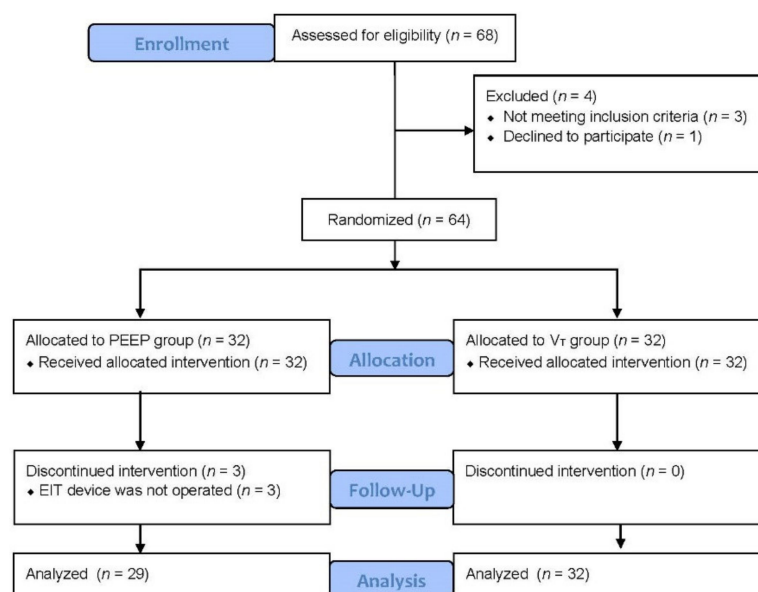 Enrollment
Assessed for eligibility (n = 68)
Excluded (n = 4)
⬥ Not meeting inclusion criteria (n = 3)
⬥ Declined to participate (n = 1)
Randomized (n = 64)
Allocated to PEEP group (n = 32)
⬥ Received allocated intervention (n = 32)
Allocation
Allocated to VT group (n = 32)
⬥ Received allocated intervention (n = 32)
Discontinued intervention (n = 3)
⬥ EIT device was not operated (n = 3)
Follow-Up
Discontinued intervention (n = 0)
Analyzed (n = 29)
Analysis
Analyzed (n = 32)